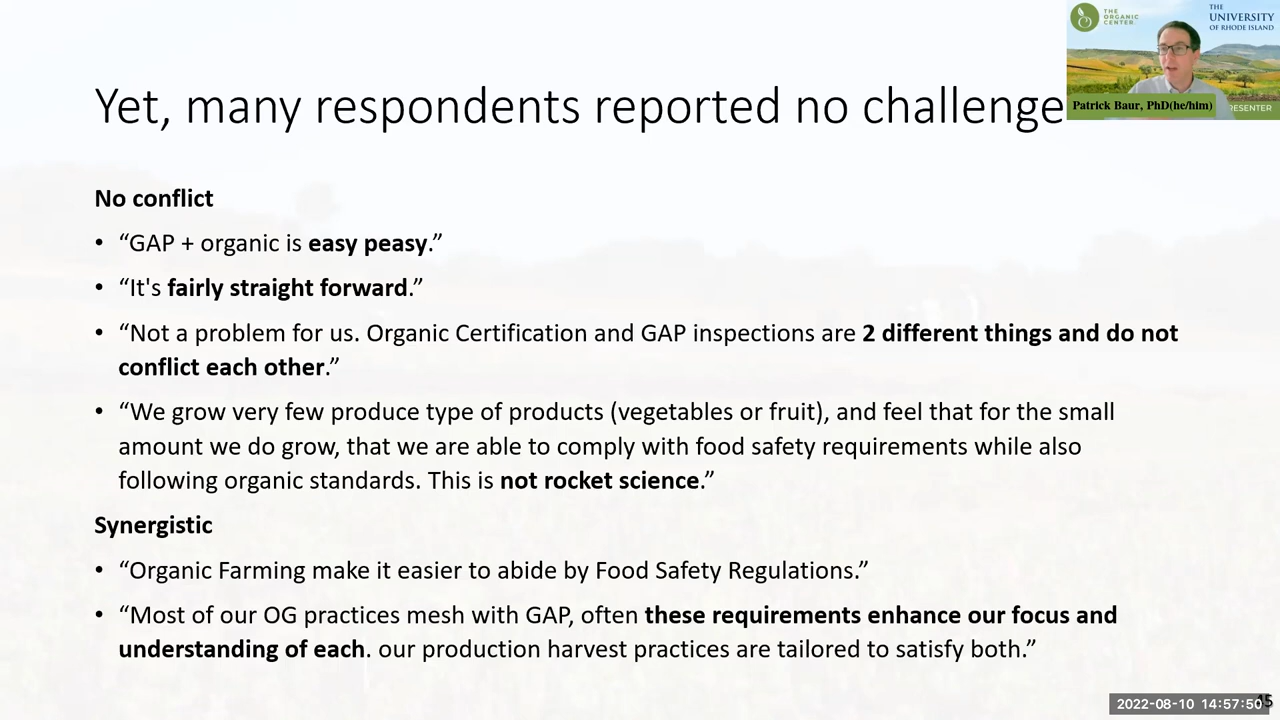 THE
ORGANIC
CENTER
THE
UNIVERSITY
OF RHODE ISLAND
Patrick Baur, PhD(he/him)
Yet, many respondents reported no challenge
No conflict
• “GAP + organic is easy peasy.”
• “It's fairly straight forward.”
• “Not a problem for us. Organic Certification and GAP inspections are 2 different things and do not
conflict each other.”
• “We grow very few produce type of products (vegetables or fruit), and feel that for the small
amount we do grow, that we are able to comply with food safety requirements while also
following organic standards. This is not rocket science.”
Synergistic
• “Organic Farming make it easier to abide by Food Safety Regulations.”
• “Most of our OG practices mesh with GAP, often these requirements enhance our focus and
understanding of each. our production harvest practices are tailored to satisfy both.”
2022-08-10 14:57:50